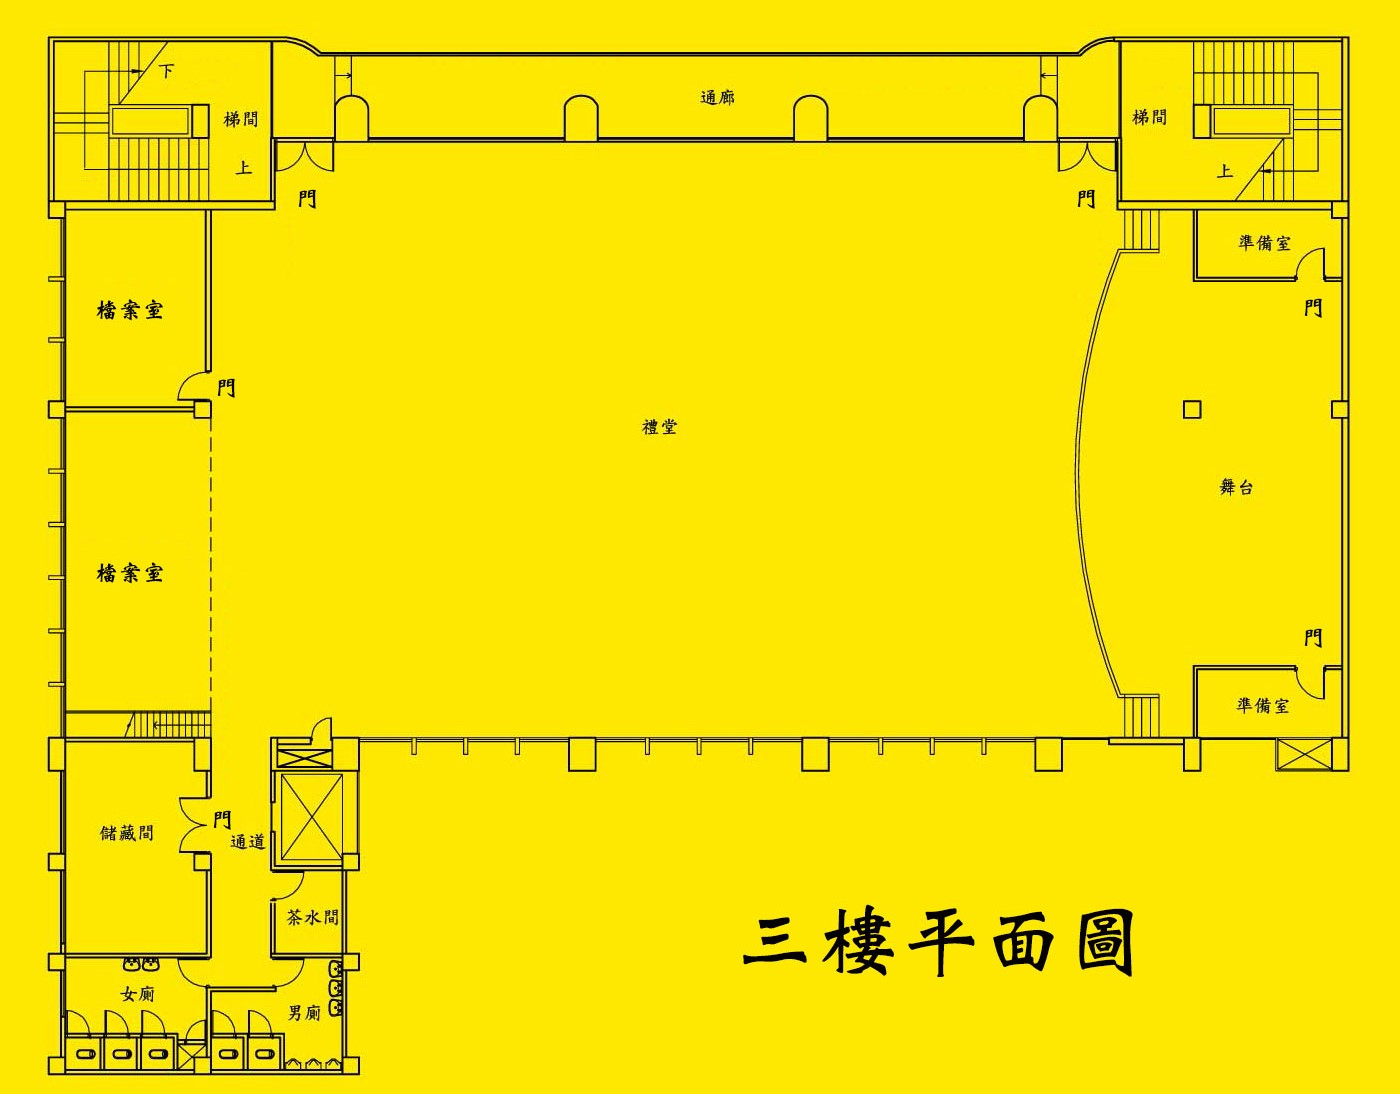 下
通廊
梯間
梯間
上
上
門
門
準備室
檔案室
門
門
禮堂
舞台
檔案室
門
準備室
門
儲藏間
通道
茶水間
三樓平面圖
女廁
男廁